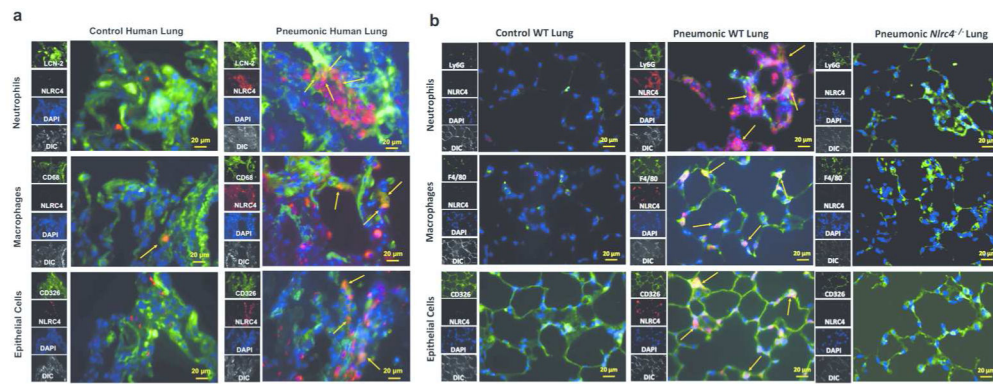 a
Control Human Lung
Pneumonic Human Lung
Neutrophils
LCN-2
NLRC4
DAPI
DIC
20 µm
LCN-2
NLRC4
DAPI
DIC
20 µm
Macrophages
CD68
NLRC4
DAPI
DIC
20 µm
CD68
NLRC4
DAPI
DIC
20 µm
Epithelial Cells
CD326
NLRC4
DAPI
DIC
20 µm
CD326
NLRC4
DAPI
DIC
20 µm
b
Control WT Lung
Pneumonic WT Lung
Pneumonic Nlrc4-/- Lung
Neutrophils
Ly6G
NLRC4
DAPI
DIC
20 µm
Ly6G
NLRC4
DAPI
DIC
20 µm
Ly6G
NLRC4
DAPI
DIC
20 µm
Macrophages
F4/80
NLRC4
DAPI
DIC
20 µm
F4/80
NLRC4
DAPI
DIC
20 µm
F4/80
NLRC4
DAPI
DIC
20 µm
Epithelial Cells
CD326
NLRC4
DAPI
DIC
20 µm
CD326
NLRC4
DAPI
DIC
20 µm
CD326
NLRC4
DAPI
DIC
20 µm